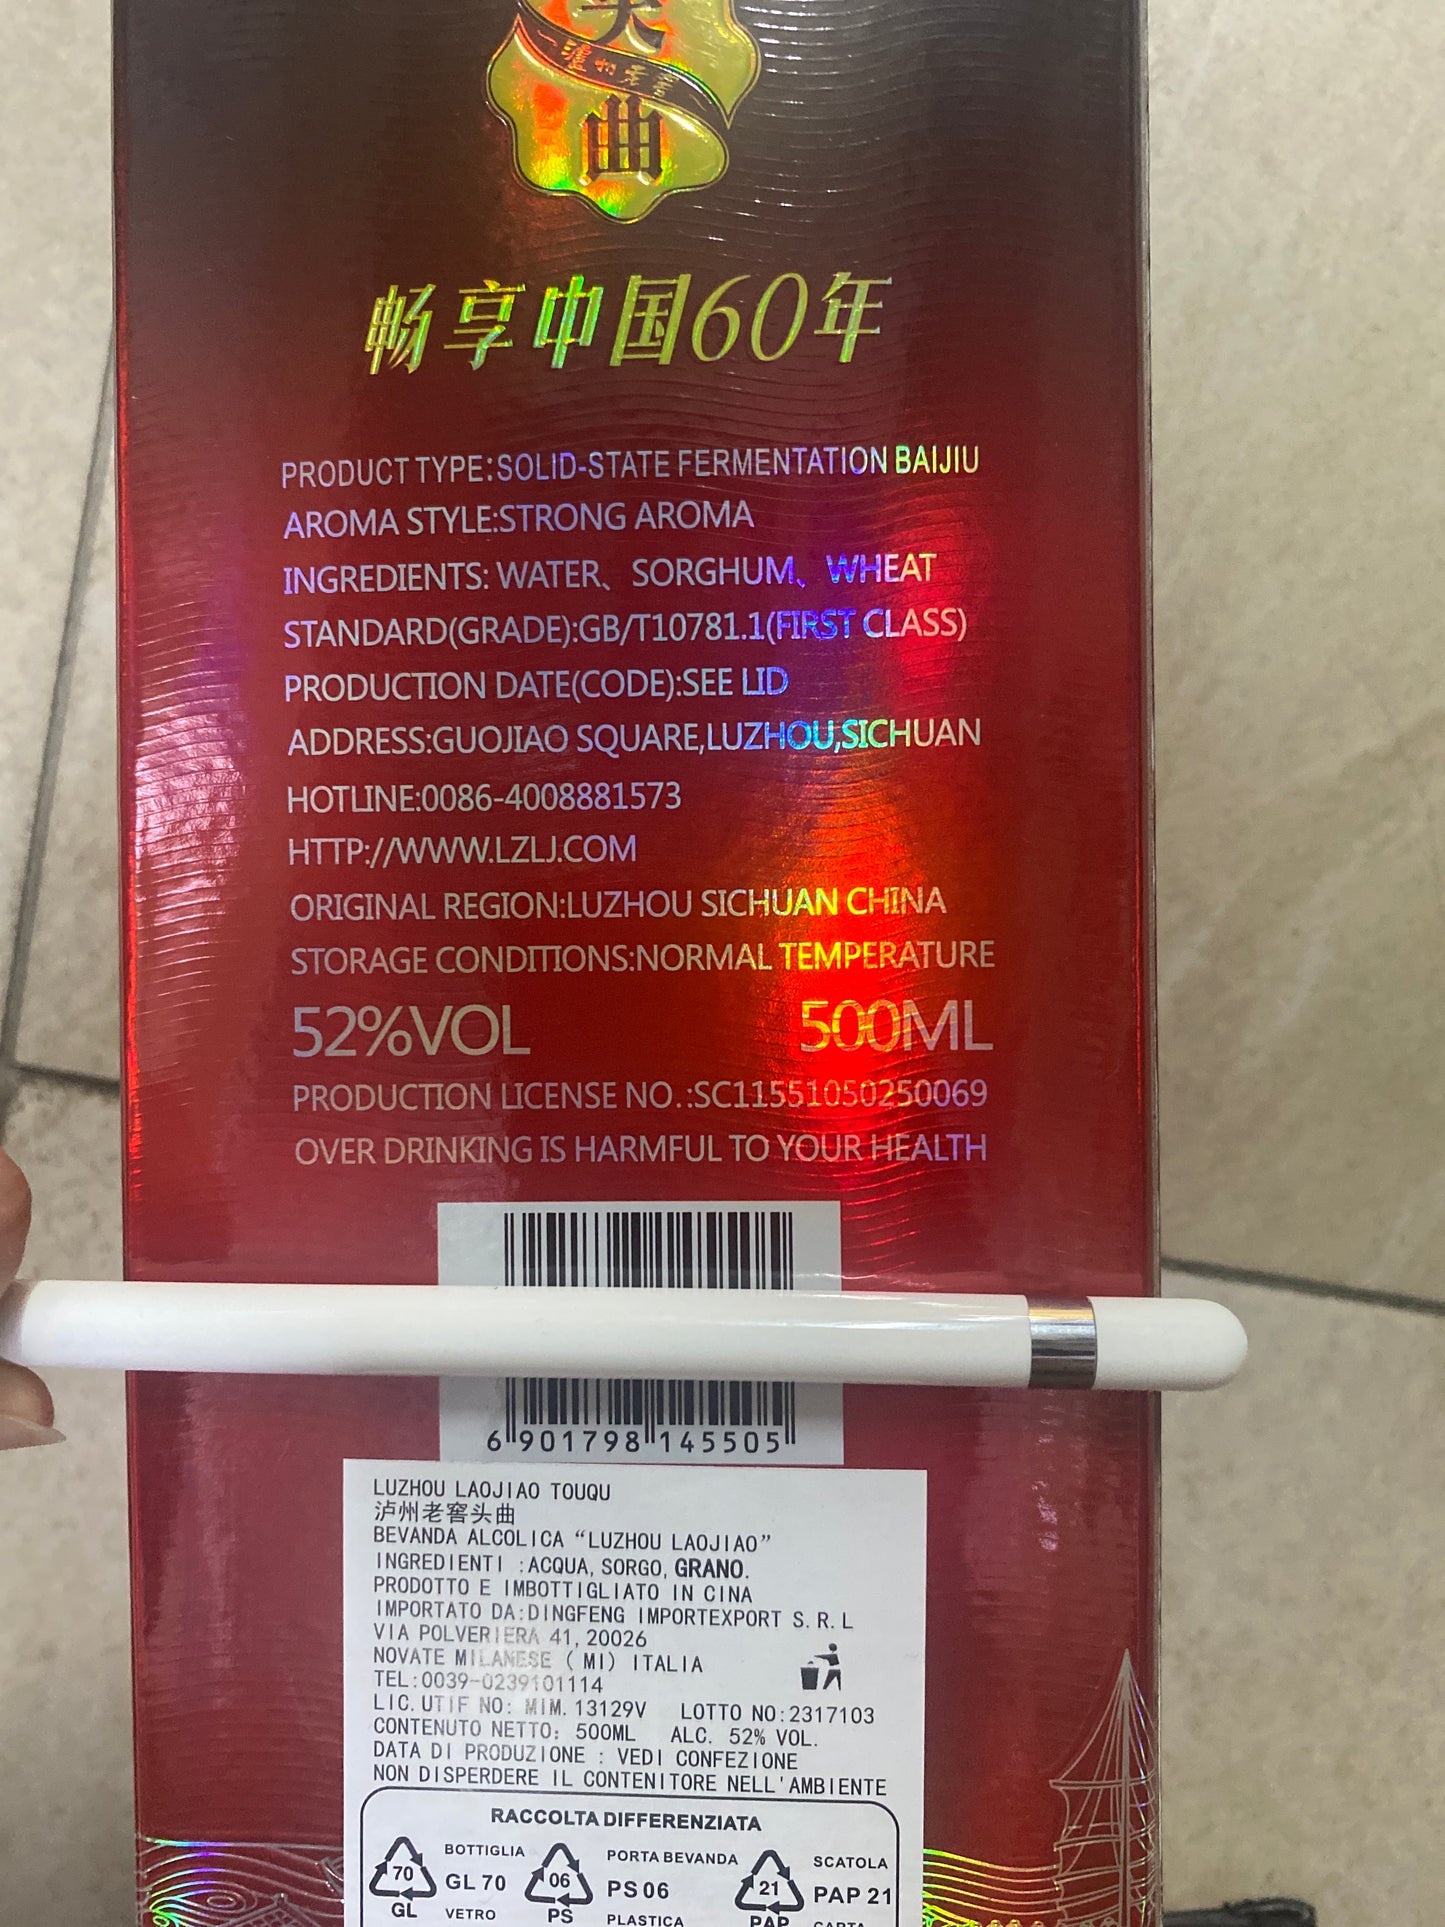 头
曲
畅享中国60年
PRODUCT TYPE:SOLID-STATE FERMENTATION BAIJIU
AROMA STYLE:STRONG AROMA
INGREDIENTS: WATER、SORGHUM、WHEAT
STANDARD(GRADE):GB/T10781.1(FIRST CLASS)
PRODUCTION DATE(CODE):SEE LID
ADDRESS:GUOJIAO SQUARE,LUZHOU,SICHUAN
HOTLINE:0086-4008881573
HTTP://WWW.LZLJ.COM
ORIGINAL REGION:LUZHOU SICHUAN CHINA
STORAGE CONDITIONS:NORMAL TEMPERATURE
52%VOL 500ML
PRODUCTION LICENSE NO.:SC11551050250069
OVER DRINKING IS HARMFUL TO YOUR HEALTH
6 901798 145505
LUZHOU LAOJIAO TOUQU
泸州老窖头曲
BEVANDA ALCOLICA “LUZHOU LAOJIAO”
INGREDIENTI :ACQUA, SORGO, GRANO.
PRODOTTO E IMBOTTIGLIATO IN CINA
IMPORTATO DA:DINGFENG IMPORTEXPORT S.R.L
VIA POLVERIERA 41, 20026
NOVATE MILANESE (MI) ITALIA
TEL:0039-0239101114
LIC. UTIF NO: MIM. 13129V LOTTO NO:2317103
CONTENUTO NETTO: 500ML ALC. 52% VOL.
DATA DI PRODUZIONE : VEDI CONFEZIONE
NON DISPERDERE IL CONTENITORE NELL'AMBIENTE
RACCOLTA DIFFERENZIATA
70 GL BOTTIGLIA GL 70 VETRO
06 PS PORTA BEVANDA PS 06 PLASTICA
21 PAP SCATOLA PAP 21 CARTA